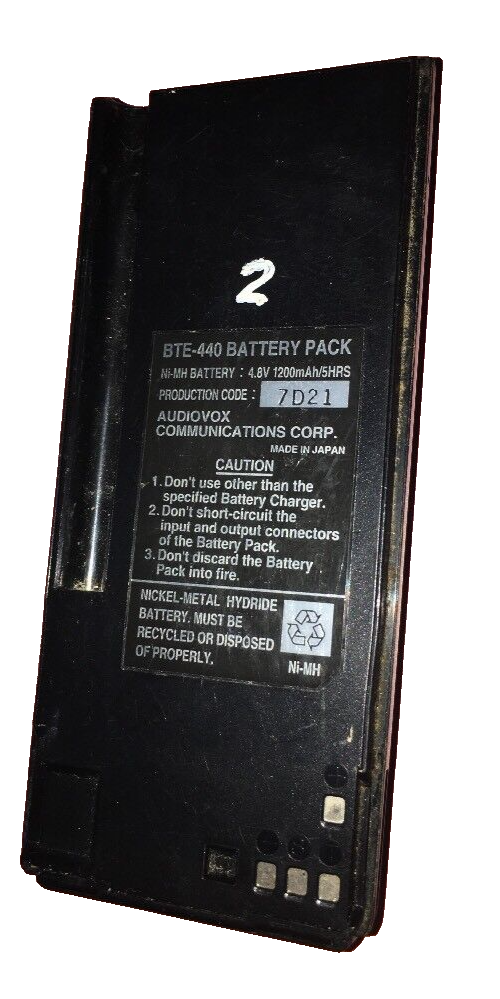 2
BTE-440 BATTERY PACK
Ni-MH BATTERY : 4.8V 1200mAh/5HRS
PRODUCTION CODE : 7D21
AUDIOVOX
COMMUNICATIONS CORP.
MADE IN JAPAN
CAUTION
1. Don't use other than the
specified Battery Charger.
2. Don't short-circuit the
input and output connectors
of the Battery Pack.
3. Don't discard the Battery
Pack into fire.
NICKEL-METAL HYDRIDE
BATTERY. MUST BE
RECYCLED OR DISPOSED
OF PROPERLY.
Ni-MH